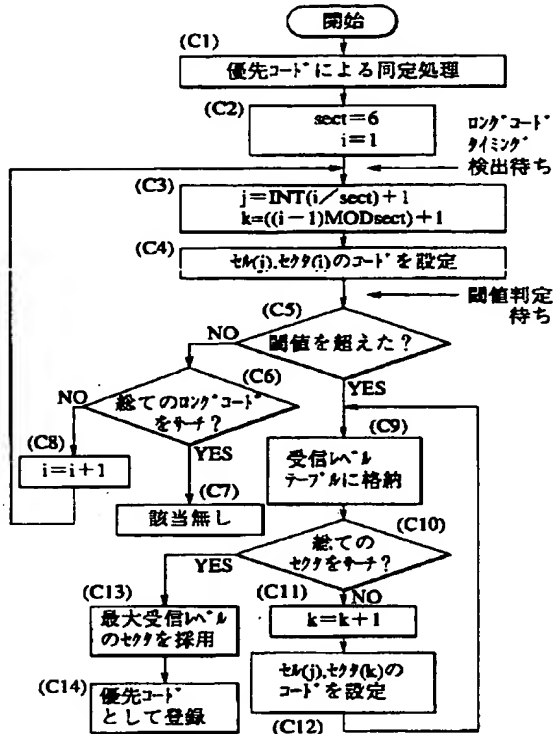 開始
(C1)
優先コードによる同定処理
(C2)
sect=6
i=1
ロングコード
タイミング
検出待ち
(C3)
j=INT(i/sect)+1
k=((i-1)MODsect)+1
(C4)
セル(j),セクタ(i)のコードを設定
閾値判定
待ち
(C5)
閾値を超えた?
NO
YES
(C6)
総てのロングコード
をサーチ?
NO
YES
(C8)
i=i+1
(C7)
該当無し
(C9)
受信レベル
テーブルに格納
(C10)
総ての
セクタをサーチ?
YES
NO
(C13)
最大受信レベル
のセクタを採用
(C11)
k=k+1
(C14)
優先コード
として登録
セル(j),セクタ(k)の
コードを設定
(C12)